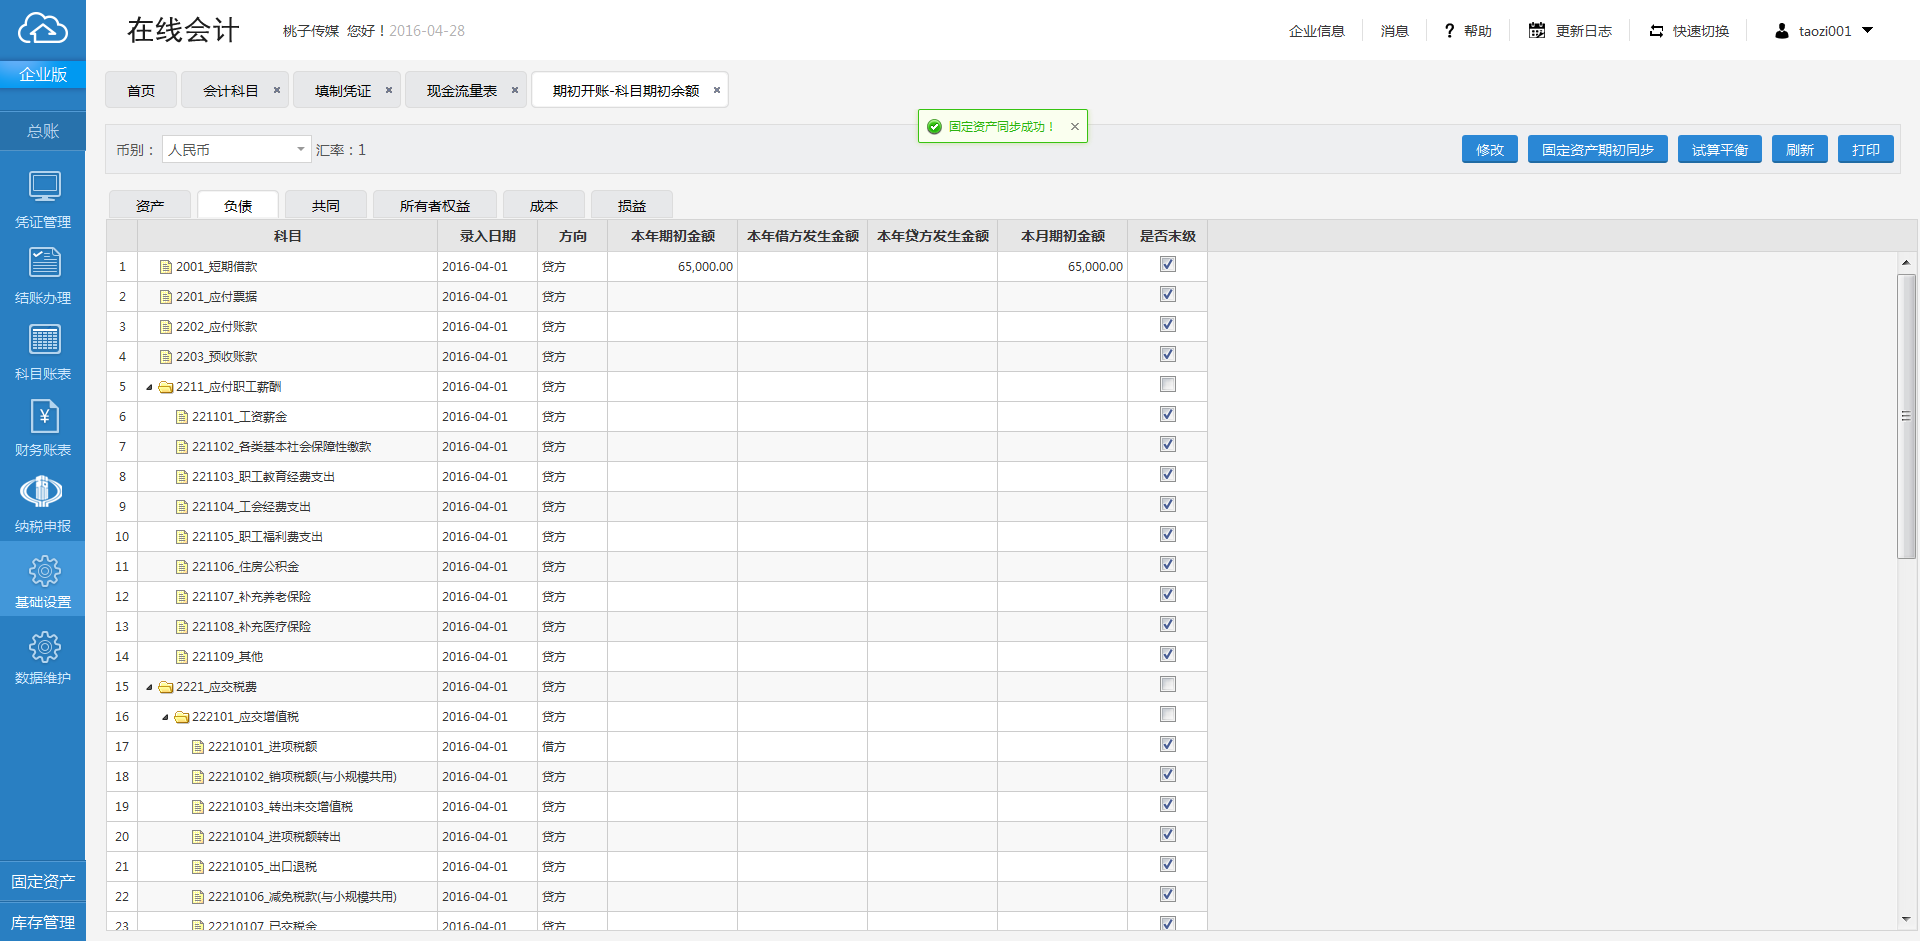 在线会计
桃子传媒 您好！2016-04-28
企业信息 消息 ? 帮助 更新日志 快速切换 taozi001
企业版
首页 会计科目 × 填制凭证 × 现金流量表 × 期初开账-科目期初余额 ×
固定资产同步成功！ ×
总账
币别： 人民币 汇率：1
修改 固定资产期初同步 试算平衡 刷新 打印
凭证管理
结账办理
科目账表
财务账表
纳税申报
基础设置
数据维护
固定资产
库存管理
资产 负债 共同 所有者权益 成本 损益
科目 录入日期 方向 本年期初金额 本年借方发生金额 本年贷方发生金额 本月期初金额 是否末级
1 2001_短期借款 2016-04-01 贷方 65,000.00 65,000.00
2 2201_应付票据 2016-04-01 贷方
3 2202_应付账款 2016-04-01 贷方
4 2203_预收账款 2016-04-01 贷方
5 2211_应付职工薪酬 2016-04-01 贷方
6 221101_工资薪金 2016-04-01 贷方
7 221102_各类基本社会保障性缴款 2016-04-01 贷方
8 221103_职工教育经费支出 2016-04-01 贷方
9 221104_工会经费支出 2016-04-01 贷方
10 221105_职工福利费支出 2016-04-01 贷方
11 221106_住房公积金 2016-04-01 贷方
12 221107_补充养老保险 2016-04-01 贷方
13 221108_补充医疗保险 2016-04-01 贷方
14 221109_其他 2016-04-01 贷方
15 2221_应交税费 2016-04-01 贷方
16 222101_应交增值税 2016-04-01 贷方
17 22210101_进项税额 2016-04-01 借方
18 22210102_销项税额(与小规模共用) 2016-04-01 贷方
19 22210103_转出未交增值税 2016-04-01 贷方
20 22210104_进项税额转出 2016-04-01 贷方
21 22210105_出口退税 2016-04-01 贷方
22 22210106_减免税款(与小规模共用) 2016-04-01 贷方
23 22210107_已交税金 2016-04-01 贷方